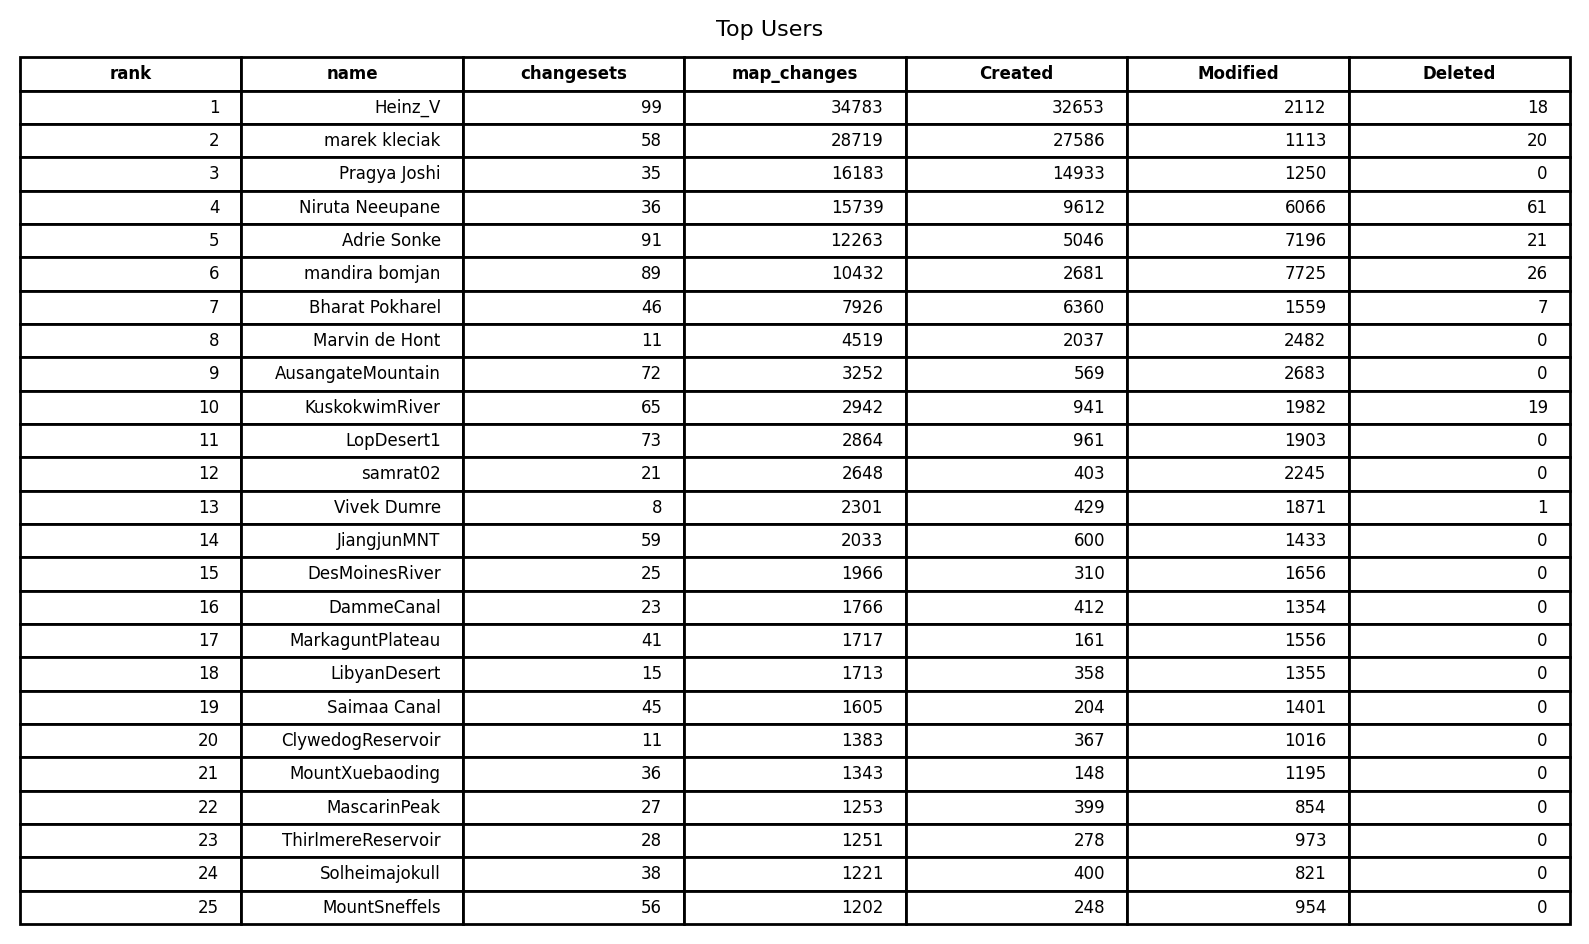 Top Users
rank name changesets map_changes Created Modified Deleted
1 Heinz_V 99 34783 32653 2112 18
2 marek kleciak 58 28719 27586 1113 20
3 Pragya Joshi 35 16183 14933 1250 0
4 Niruta Neeupane 36 15739 9612 6066 61
5 Adrie Sonke 91 12263 5046 7196 21
6 mandira bomjan 89 10432 2681 7725 26
7 Bharat Pokharel 46 7926 6360 1559 7
8 Marvin de Hont 11 4519 2037 2482 0
9 AusangateMountain 72 3252 569 2683 0
10 KuskokwimRiver 65 2942 941 1982 19
11 LopDesert1 73 2864 961 1903 0
12 samrat02 21 2648 403 2245 0
13 Vivek Dumre 8 2301 429 1871 1
14 JiangjunMNT 59 2033 600 1433 0
15 DesMoinesRiver 25 1966 310 1656 0
16 DammeCanal 23 1766 412 1354 0
17 MarkaguntPlateau 41 1717 161 1556 0
18 LibyanDesert 15 1713 358 1355 0
19 Saimaa Canal 45 1605 204 1401 0
20 ClywedogReservoir 11 1383 367 1016 0
21 MountXuebaoding 36 1343 148 1195 0
22 MascarinPeak 27 1253 399 854 0
23 ThirlmereReservoir 28 1251 278 973 0
24 Solheimajokull 38 1221 400 821 0
25 MountSneffels 56 1202 248 954 0